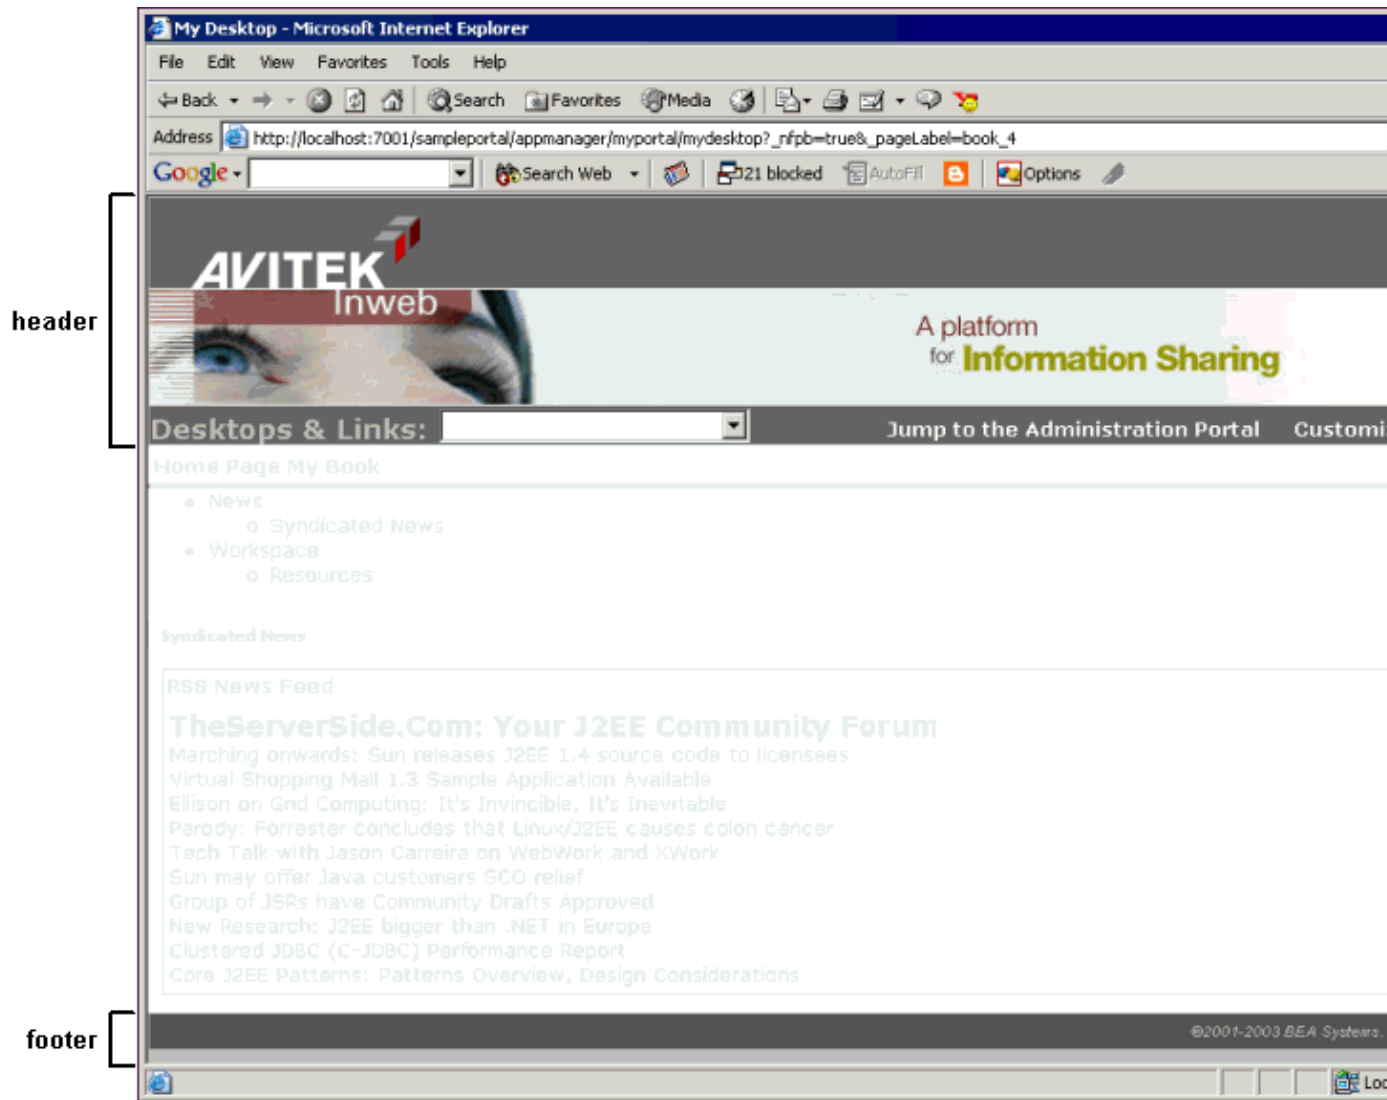 My Desktop - Microsoft Internet Explorer
File Edit View Favorites Tools Help
Back Search Favorites Media
Address http://localhost:7001/sampleportal/appmanager/myportal/mydesktop?_nfpb=true&_pageLabel=book_4
Google Search Web 21 blocked AutoFill Options
AVITEK
Inweb
header
A platform
for Information Sharing
Desktops & Links: Jump to the Administration Portal Customi
Home Page My Book
News
Syndicated News
Workspace
Resources
Syndicated News
RSS News Feed
TheServerSide.Com: Your J2EE Community Forum
Marching onwards: Sun releases J2EE 1.4 source code to licensees
Virtual Shopping Mall 1.3 Sample Application Available
Ellison on Grid Computing: It's Invincible, It's Inevitable
Parody: Forrester concludes that Linux/J2EE causes colon cancer
Tech Talk with Jason Carreira on WebWork and XWork
Sun may offer Java customers SCO relief
Group of JSRs have Community Drafts Approved
New Research: J2EE bigger than .NET in Europe
Clustered JDBC (C-JDBC) Performance Report
Core J2EE Patterns: Patterns Overview, Design Considerations
footer
©2001-2003 BEA Systems.
Loc